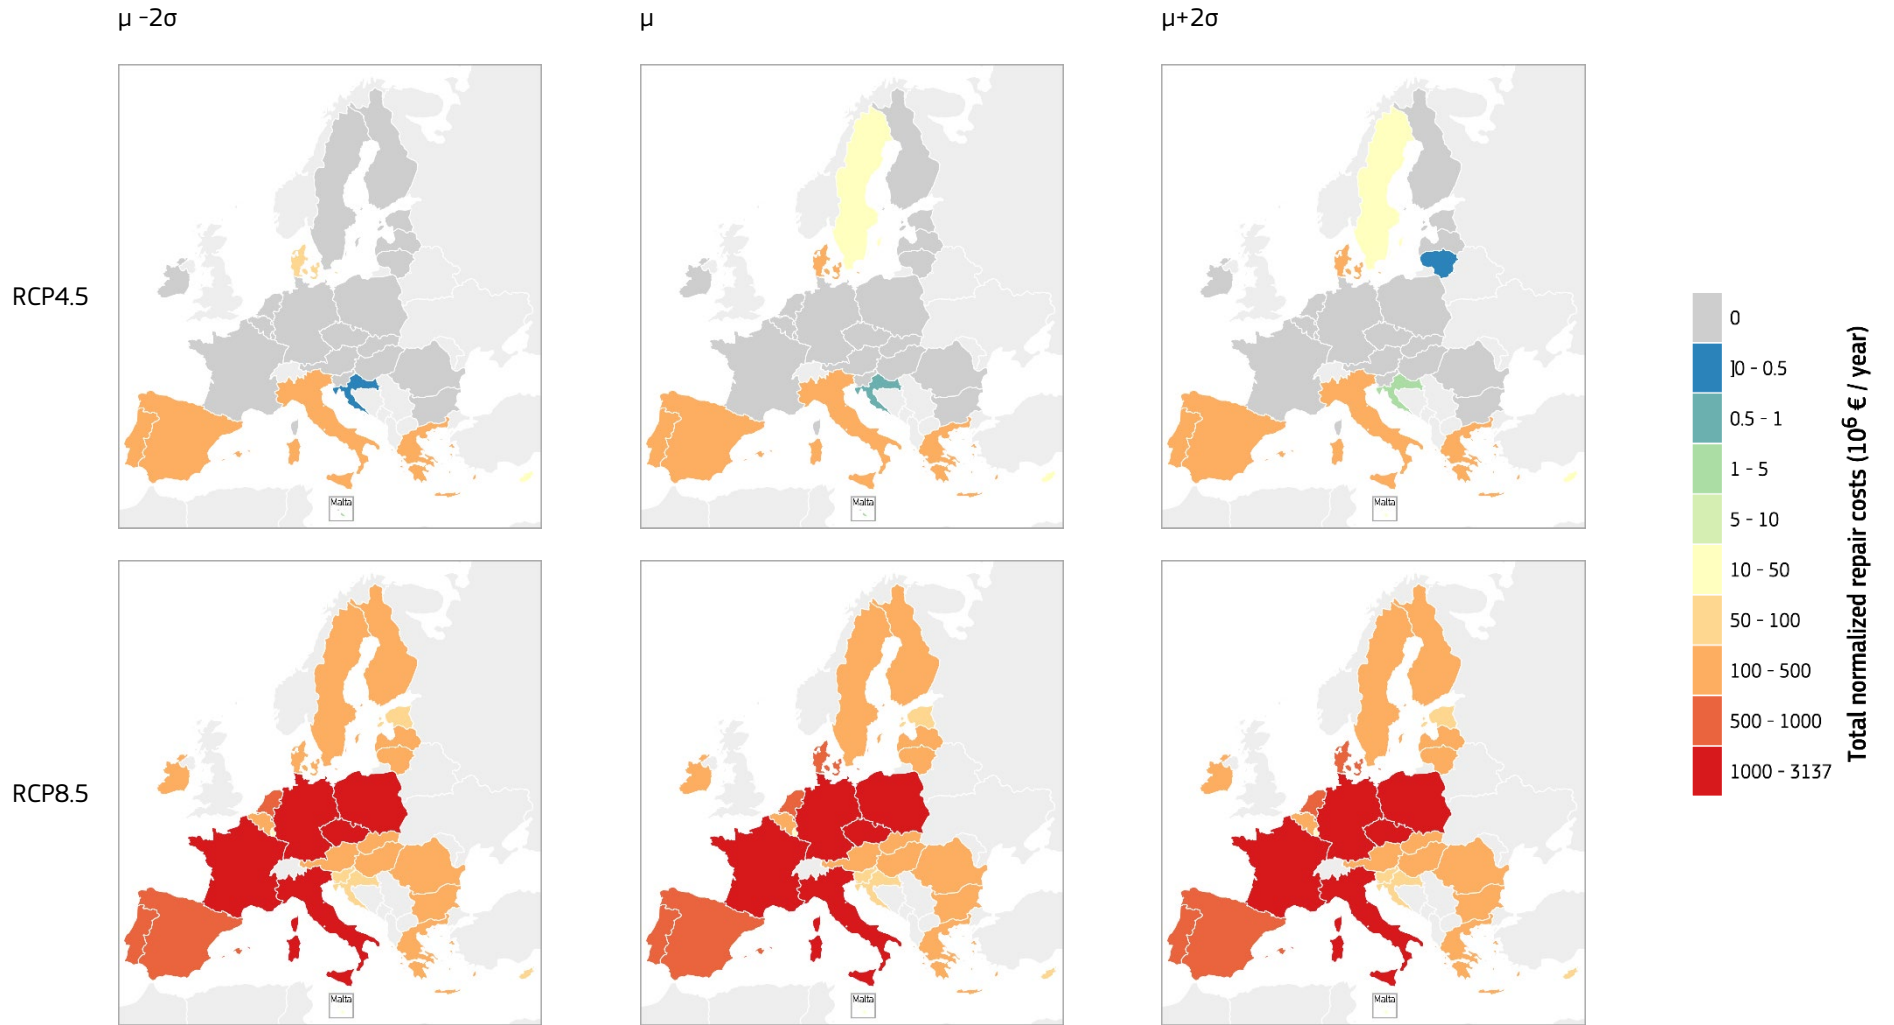 μ -2σ
μ
μ+2σ
RCP4.5
Malta
Malta
Malta
RCP8.5
Malta
Malta
Malta
0
]0 - 0.5
0.5 - 1
1 - 5
5 - 10
10 - 50
50 - 100
100 - 500
500 - 1000
1000 - 3137
Total normalized repair costs (10⁶ € / year)